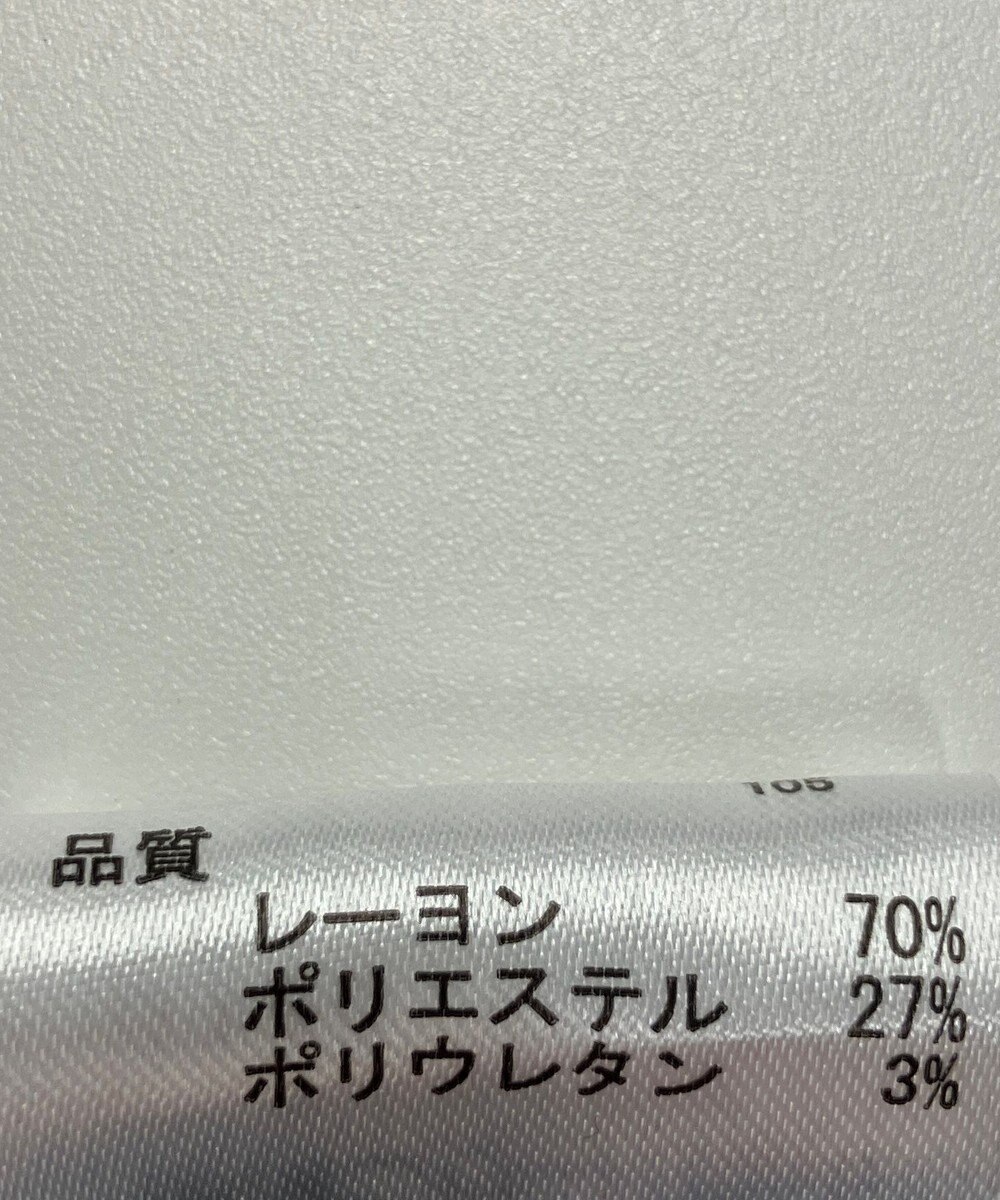 105
品質
レーヨン 70%
ポリエステル 27%
ポリウレタン 3%